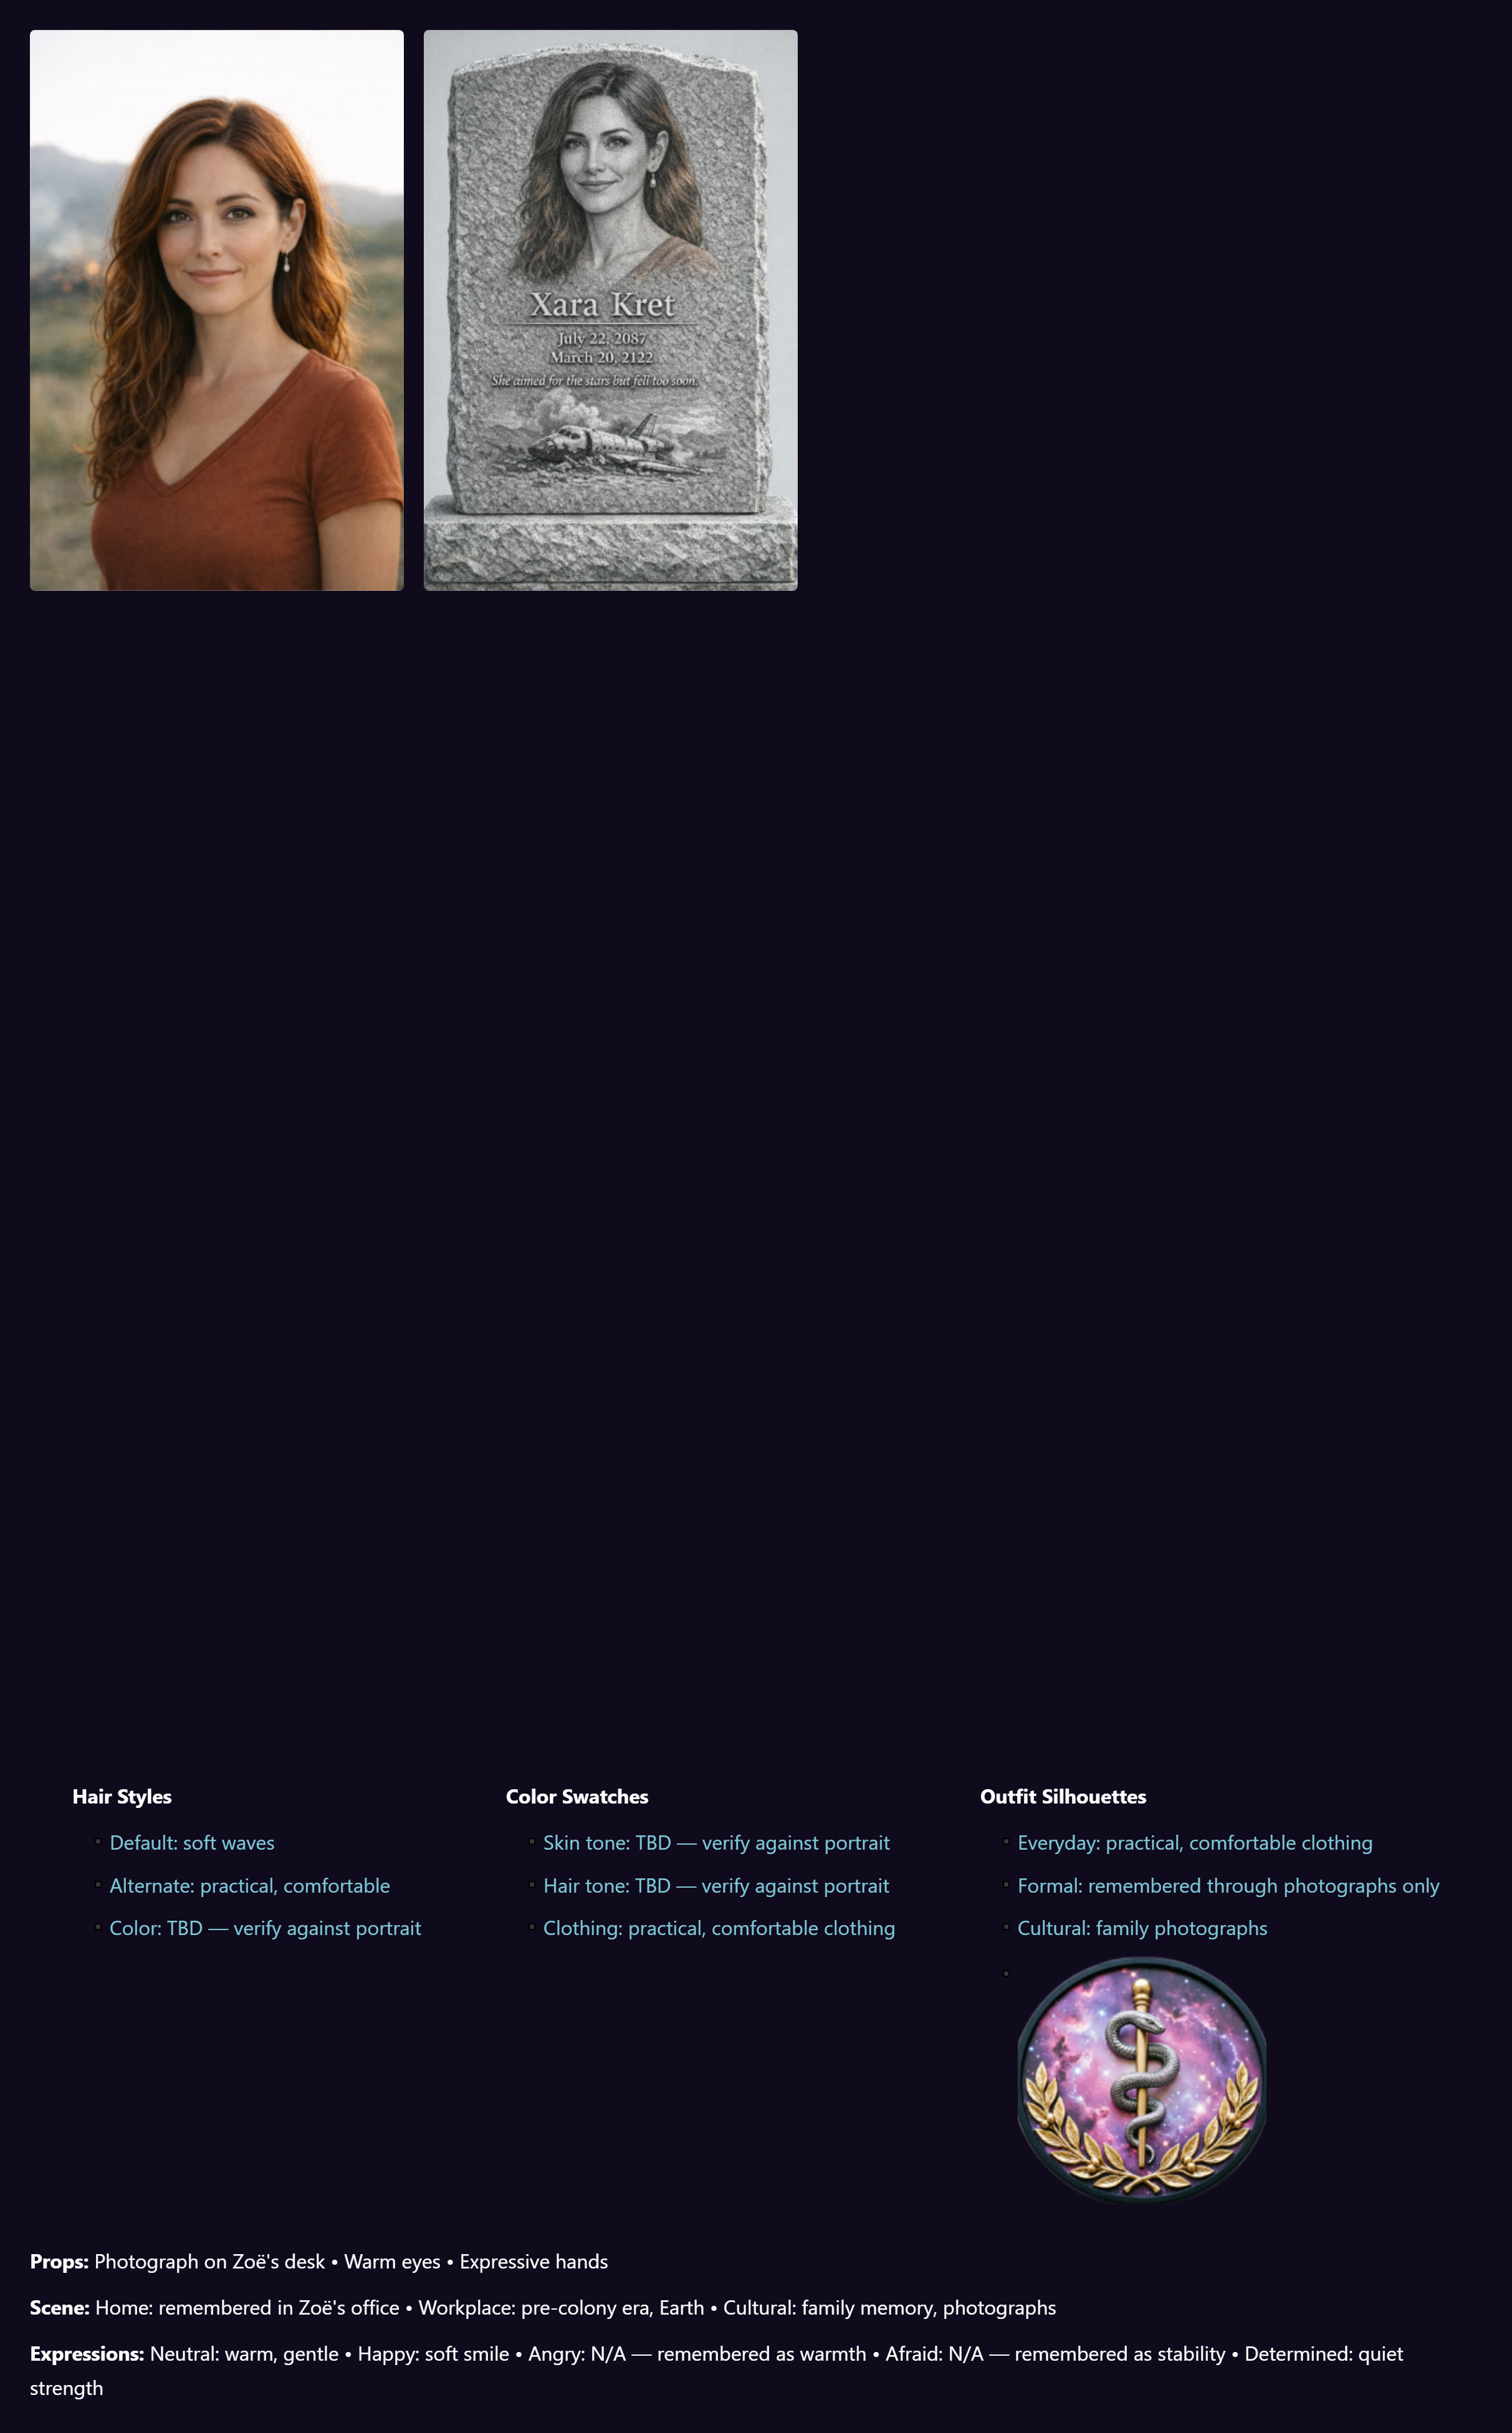 Xara Kret
July 22, 2087
March 20, 2122
She aimed for the stars but fell too soon.
Hair Styles
Default: soft waves
Alternate: practical, comfortable
Color: TBD — verify against portrait
Color Swatches
Skin tone: TBD — verify against portrait
Hair tone: TBD — verify against portrait
Clothing: practical, comfortable clothing
Outfit Silhouettes
Everyday: practical, comfortable clothing
Formal: remembered through photographs only
Cultural: family photographs
Props: Photograph on Zoë's desk • Warm eyes • Expressive hands
Scene: Home: remembered in Zoë's office • Workplace: pre-colony era, Earth • Cultural: family memory, photographs
Expressions: Neutral: warm, gentle • Happy: soft smile • Angry: N/A — remembered as warmth • Afraid: N/A — remembered as stability • Determined: quiet
strength